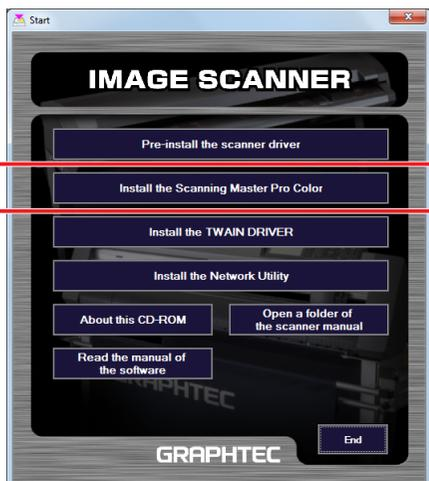 Start
IMAGE SCANNER
Pre-install the scanner driver
Install the Scanning Master Pro Color
Install the TWAIN DRIVER
Install the Network Utility
About this CD-ROM
Open a folder of
the scanner manual
Read the manual of
the software
GRAPHTEC
End
GRAPHTEC